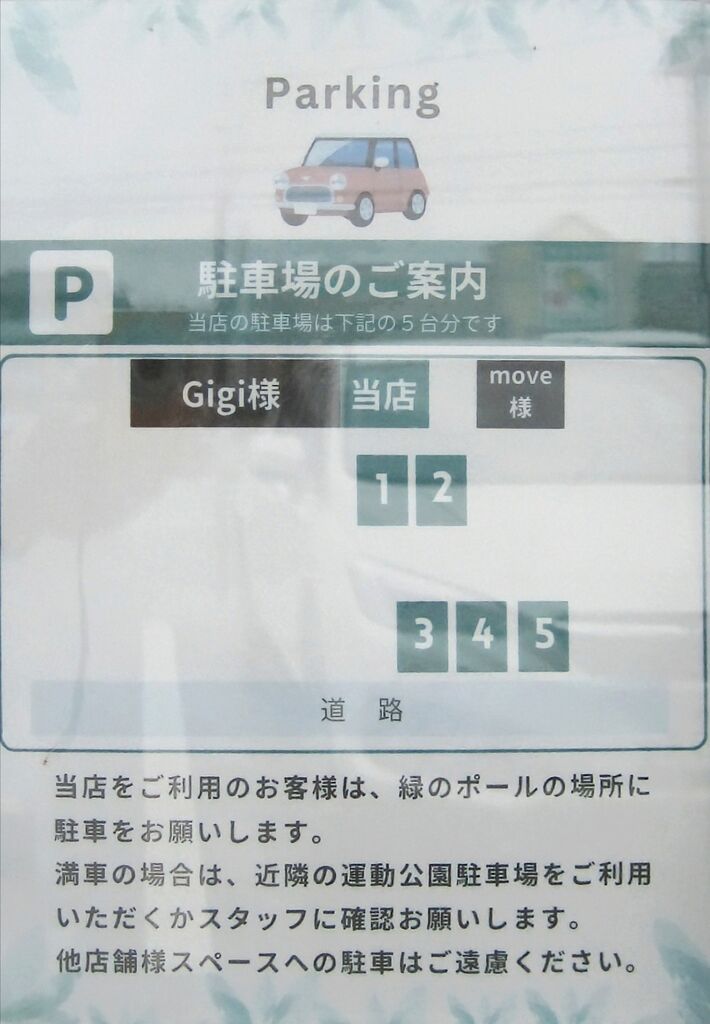 Parking
P
駐車場のご案内
当店の駐車場は下記の5台分です
Gigi様 当店 move様
1 2
3 4 5
道 路
当店をご利用のお客様は、緑のポールの場所に
駐車をお願いします。
満車の場合は、近隣の運動公園駐車場をご利用
いただくかスタッフに確認お願いします。
他店舗様スペースへの駐車はご遠慮ください。